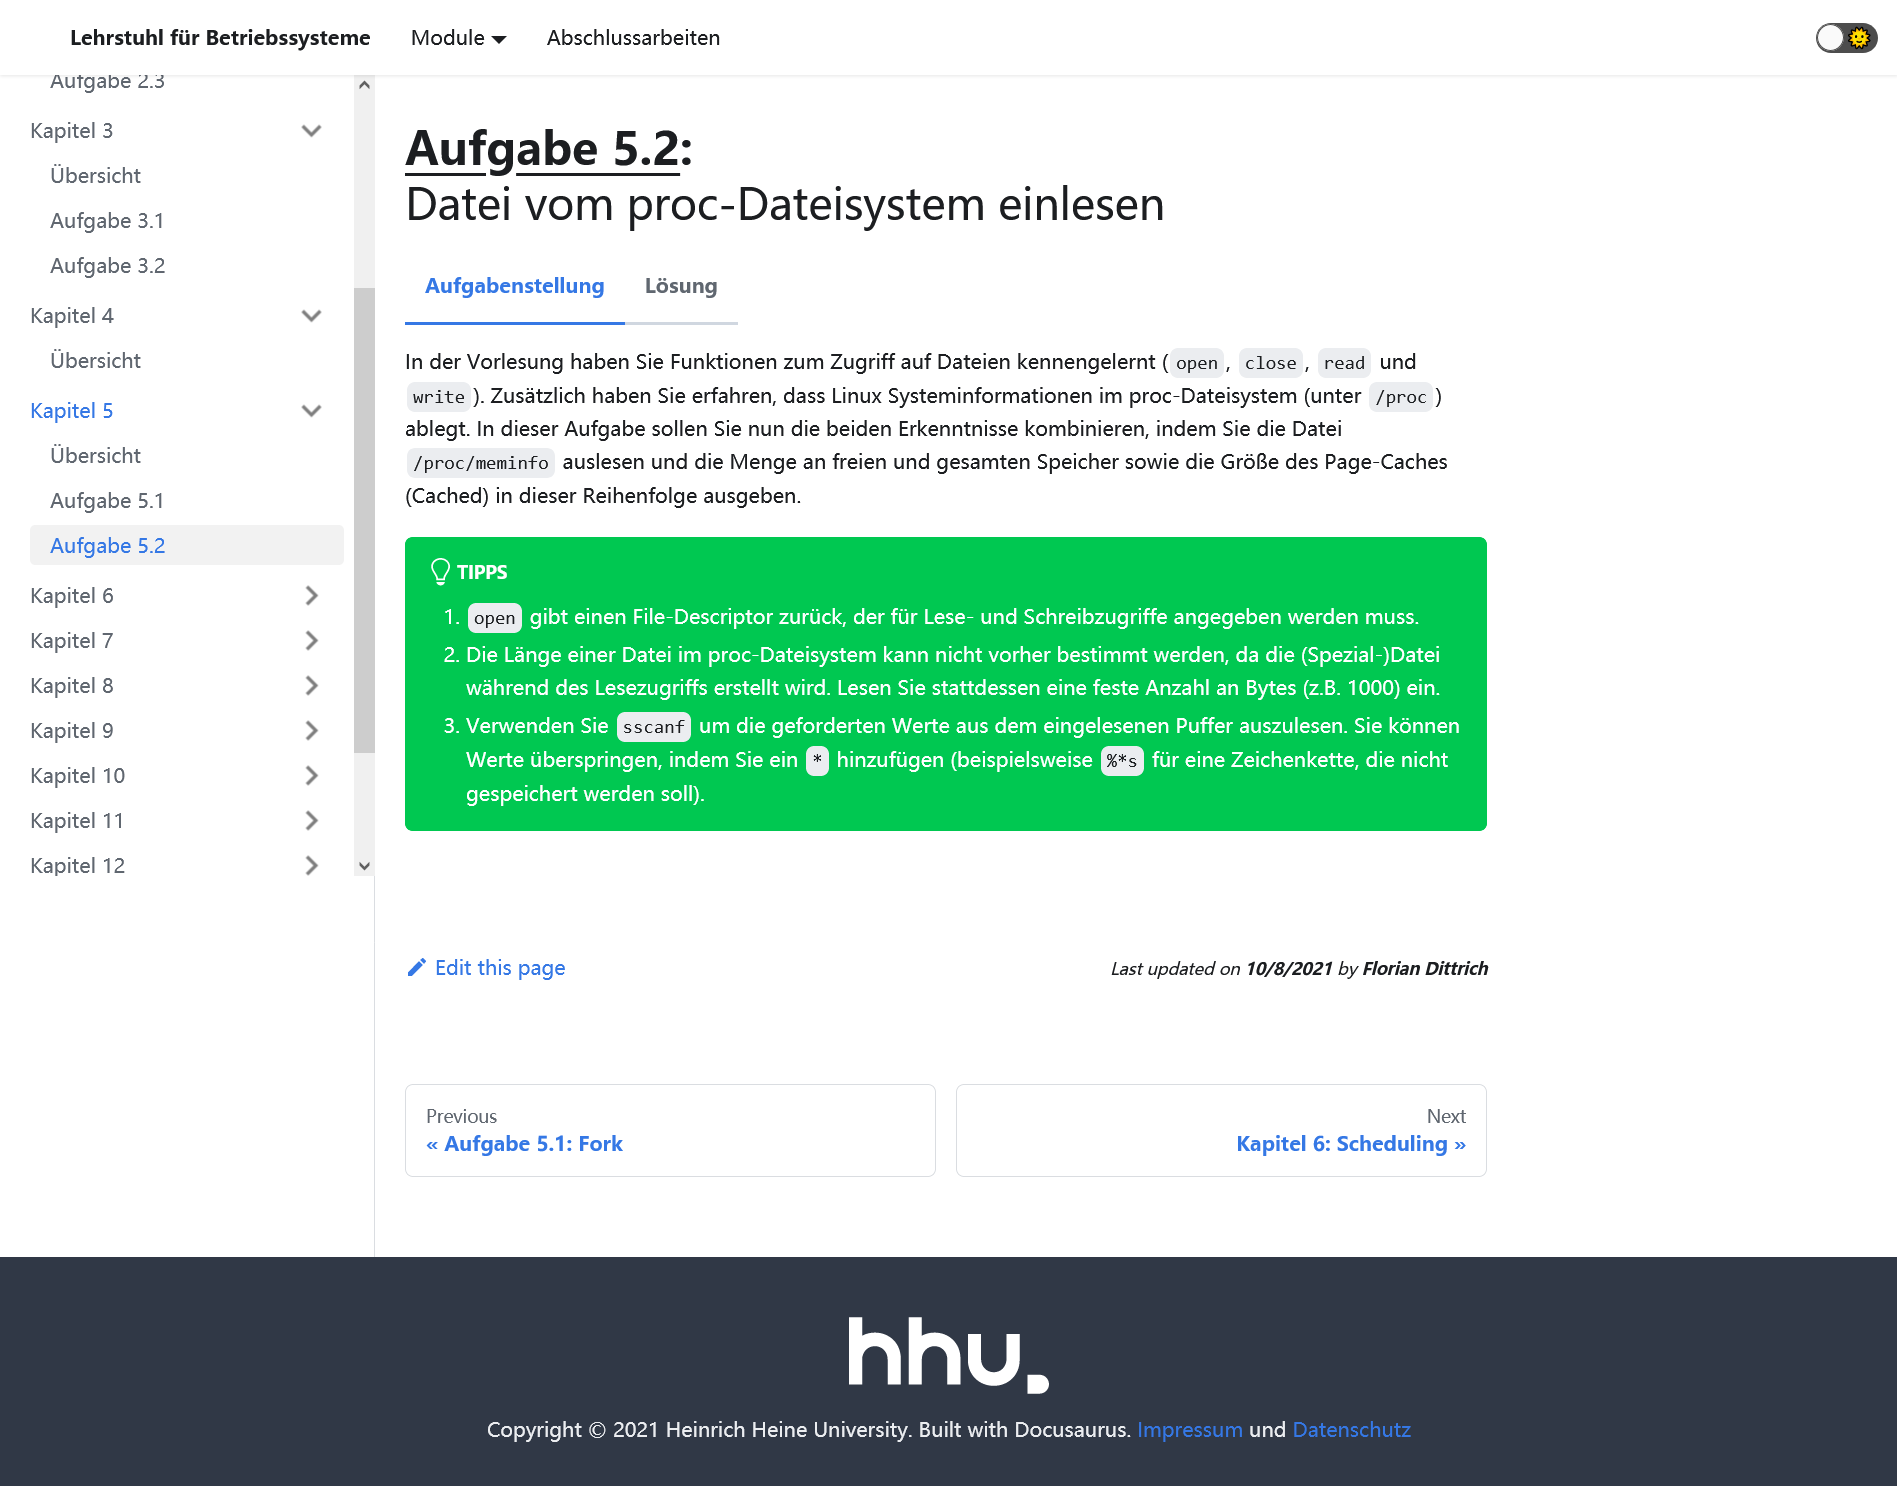 Lehrstuhl für Betriebssysteme Module Abschlussarbeiten
Aufgabe 2.3
Kapitel 3
Übersicht
Aufgabe 3.1
Aufgabe 3.2
Kapitel 4
Übersicht
Kapitel 5
Übersicht
Aufgabe 5.1
Aufgabe 5.2
Kapitel 6
Kapitel 7
Kapitel 8
Kapitel 9
Kapitel 10
Kapitel 11
Kapitel 12
Aufgabe 5.2:
Datei vom proc-Dateisystem einlesen
Aufgabenstellung Lösung
In der Vorlesung haben Sie Funktionen zum Zugriff auf Dateien kennengelernt (open, close, read und
write). Zusätzlich haben Sie erfahren, dass Linux Systeminformationen im proc-Dateisystem (unter /proc)
ablegt. In dieser Aufgabe sollen Sie nun die beiden Erkenntnisse kombinieren, indem Sie die Datei
/proc/meminfo auslesen und die Menge an freien und gesamten Speicher sowie die Größe des Page-Caches
(Cached) in dieser Reihenfolge ausgeben.
TIPPS
1. open gibt einen File-Descriptor zurück, der für Lese- und Schreibzugriffe angegeben werden muss.
2. Die Länge einer Datei im proc-Dateisystem kann nicht vorher bestimmt werden, da die (Spezial-)Datei
während des Lesezugriffs erstellt wird. Lesen Sie stattdessen eine feste Anzahl an Bytes (z.B. 1000) ein.
3. Verwenden Sie sscanf um die geforderten Werte aus dem eingelesenen Puffer auszulesen. Sie können
Werte überspringen, indem Sie ein * hinzufügen (beispielsweise %*s für eine Zeichenkette, die nicht
gespeichert werden soll).
Edit this page
Last updated on 10/8/2021 by Florian Dittrich
Previous
« Aufgabe 5.1: Fork
Next
Kapitel 6: Scheduling »
hhu.
Copyright © 2021 Heinrich Heine University. Built with Docusaurus. Impressum und Datenschutz